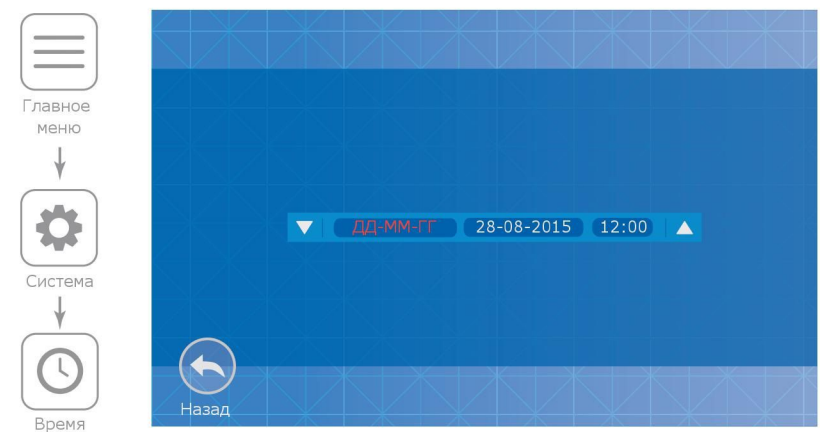 Главное
меню
Система
Время
ДД-ММ-ГГ 28-08-2015 12:00
Назад